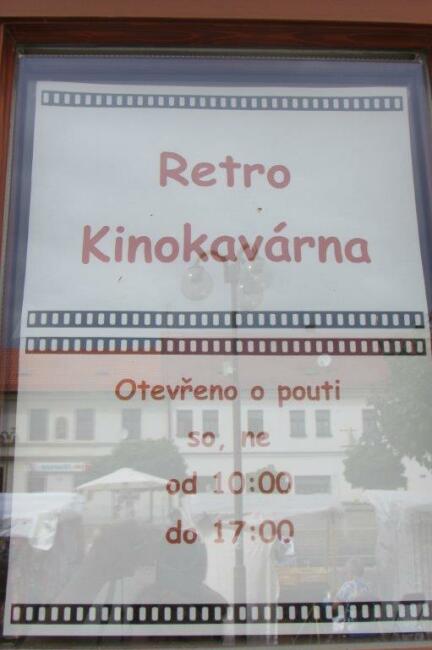 Retro
Kinokavárna
Otevřeno o pouti
so, ne
od 10:00
do 17:00